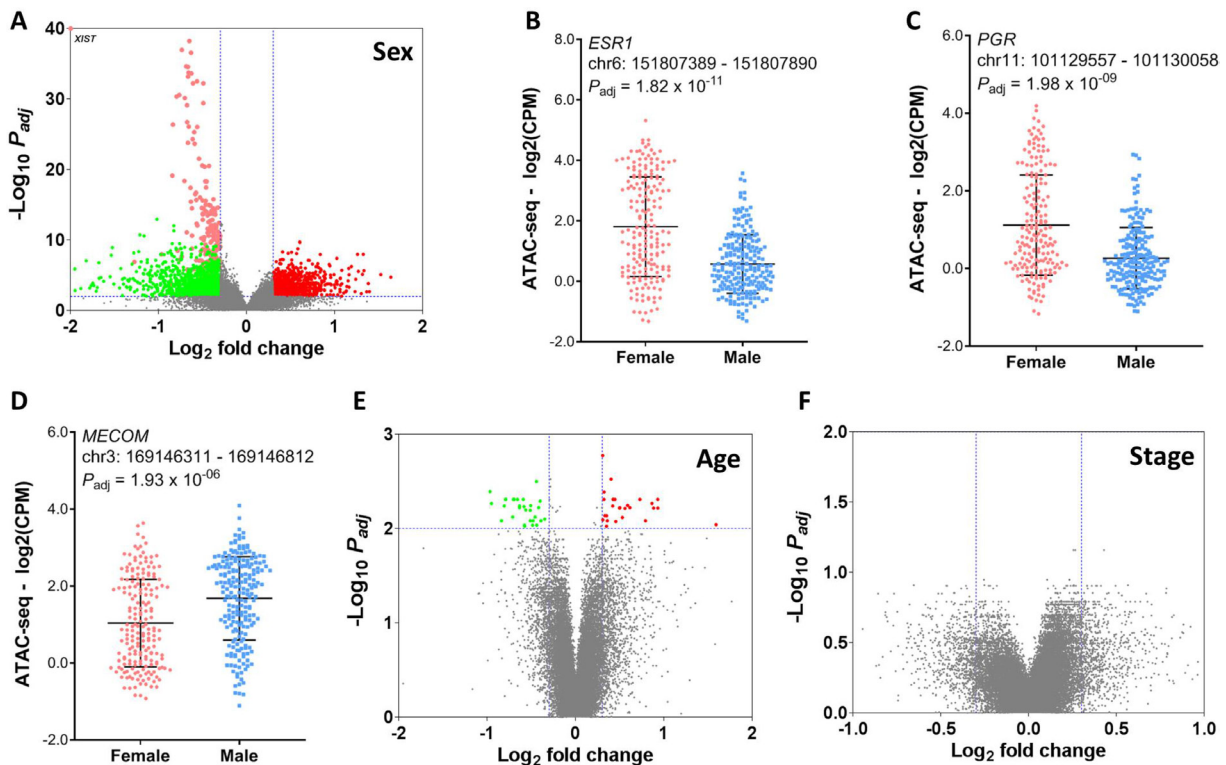 A
40
30
20
10
0
-2
-1
0
1
2
XIST
Sex
-Log10 Padj
Log2 fold change
B
8.0
6.0
4.0
2.0
0.0
-2.0
ESR1
chr6: 151807389 - 151807890
Padj = 1.82 x 10-11
ATAC-seq - log2(CPM)
Female
Male
C
6.0
4.0
2.0
0.0
-2.0
PGR
chr11: 101129557 - 101130058
Padj = 1.98 x 10-09
ATAC-seq - log2(CPM)
Female
Male
D
6.0
4.0
2.0
0.0
-2.0
MECOM
chr3: 169146311 - 169146812
Padj = 1.93 x 10-06
ATAC-seq - log2(CPM)
Female
Male
E
3
2
1
0
-2
-1
0
1
2
Age
-Log10 Padj
Log2 fold change
F
2.0
1.5
1.0
0.5
0.0
-1.0
-0.5
0.0
0.5
1.0
Stage
-Log10 Padj
Log2 fold change